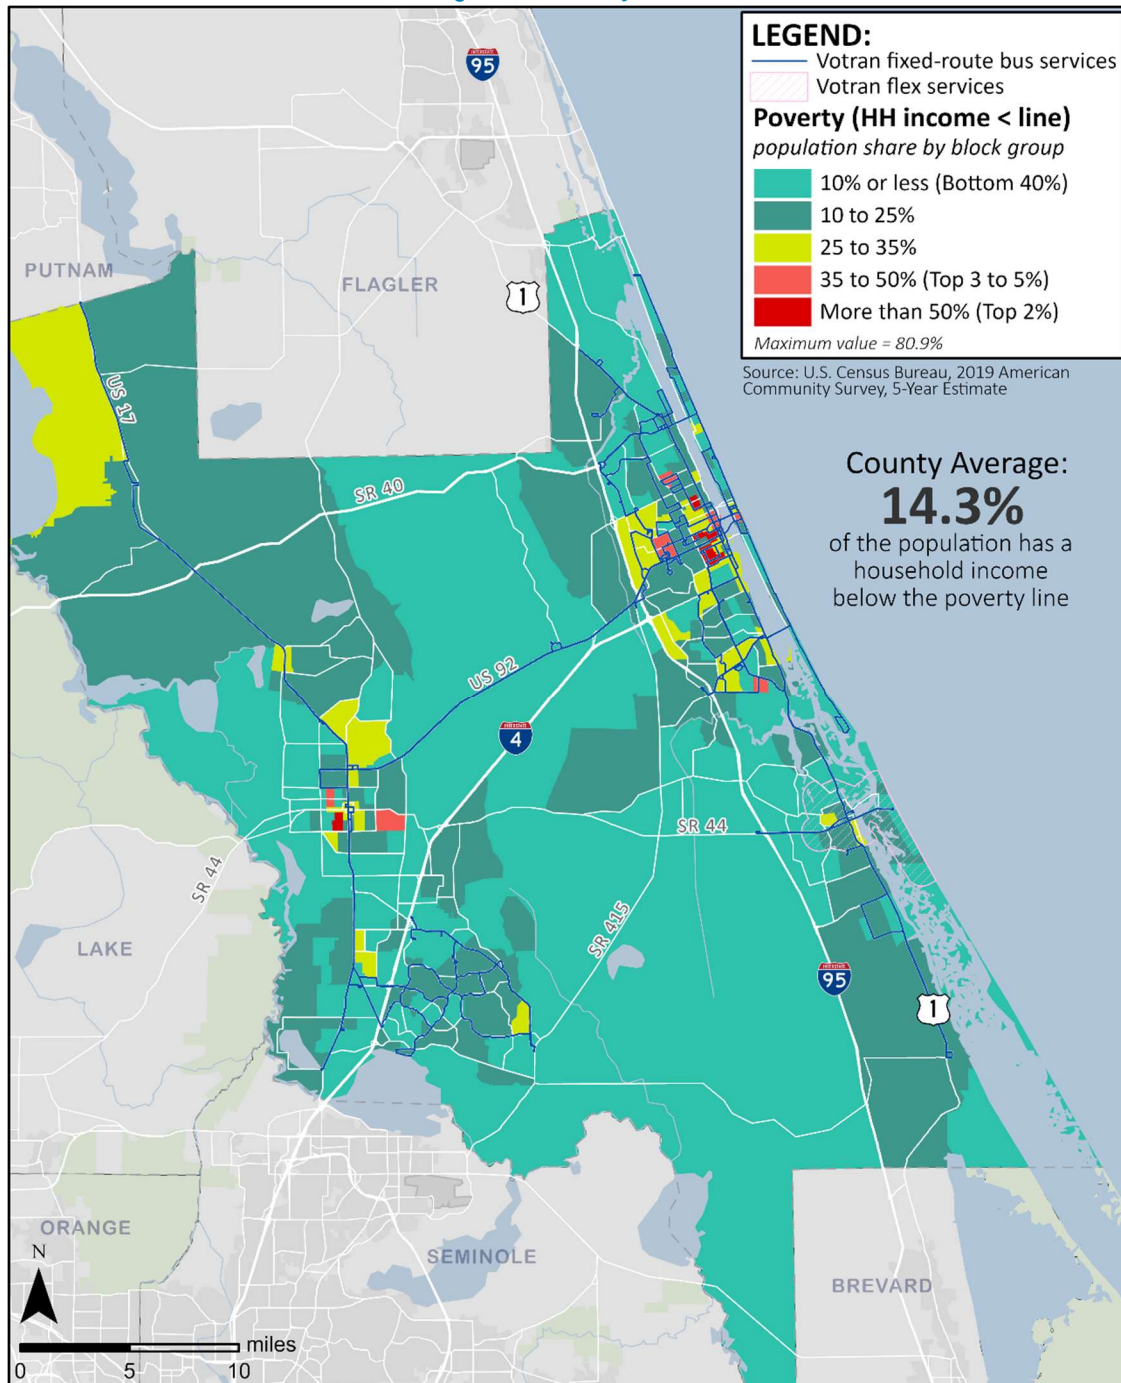 LEGEND:
Votran fixed-route bus services
Votran flex services
Poverty (HH income < line)
population share by block group
10% or less (Bottom 40%)
10 to 25%
25 to 35%
35 to 50% (Top 3 to 5%)
More than 50% (Top 2%)
Maximum value = 80.9%
Source: U.S. Census Bureau, 2019 American
Community Survey, 5-Year Estimate
County Average:
14.3%
of the population has a
household income
below the poverty line
INTERSTATE
95
PUTNAM
FLAGLER
1
US 17
SR 40
US 92
INTERSTATE
4
SR 44
SR 44
SR 415
LAKE
INTERSTATE
95
1
ORANGE
SEMINOLE
BREVARD
N
miles
0 5 10